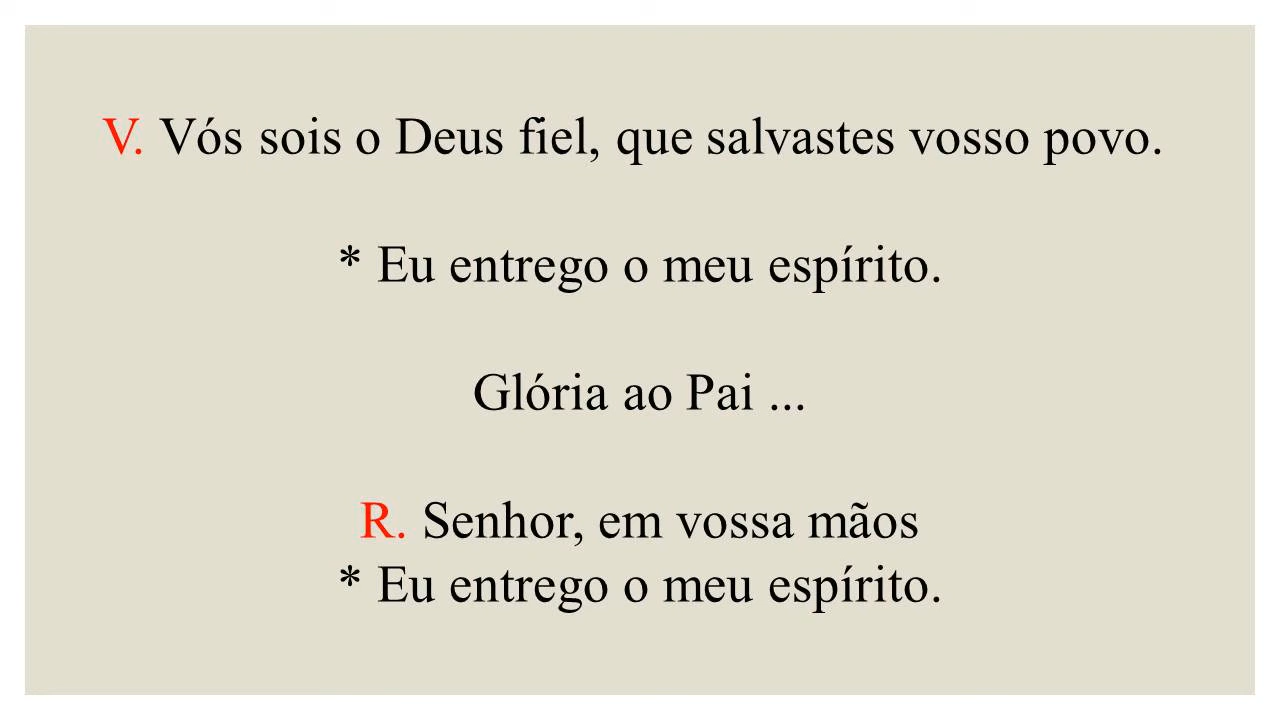 V. Vós sois o Deus fiel, que salvastes vosso povo.
* Eu entrego o meu espírito.
Glória ao Pai ...
R. Senhor, em vossa mãos
* Eu entrego o meu espírito.